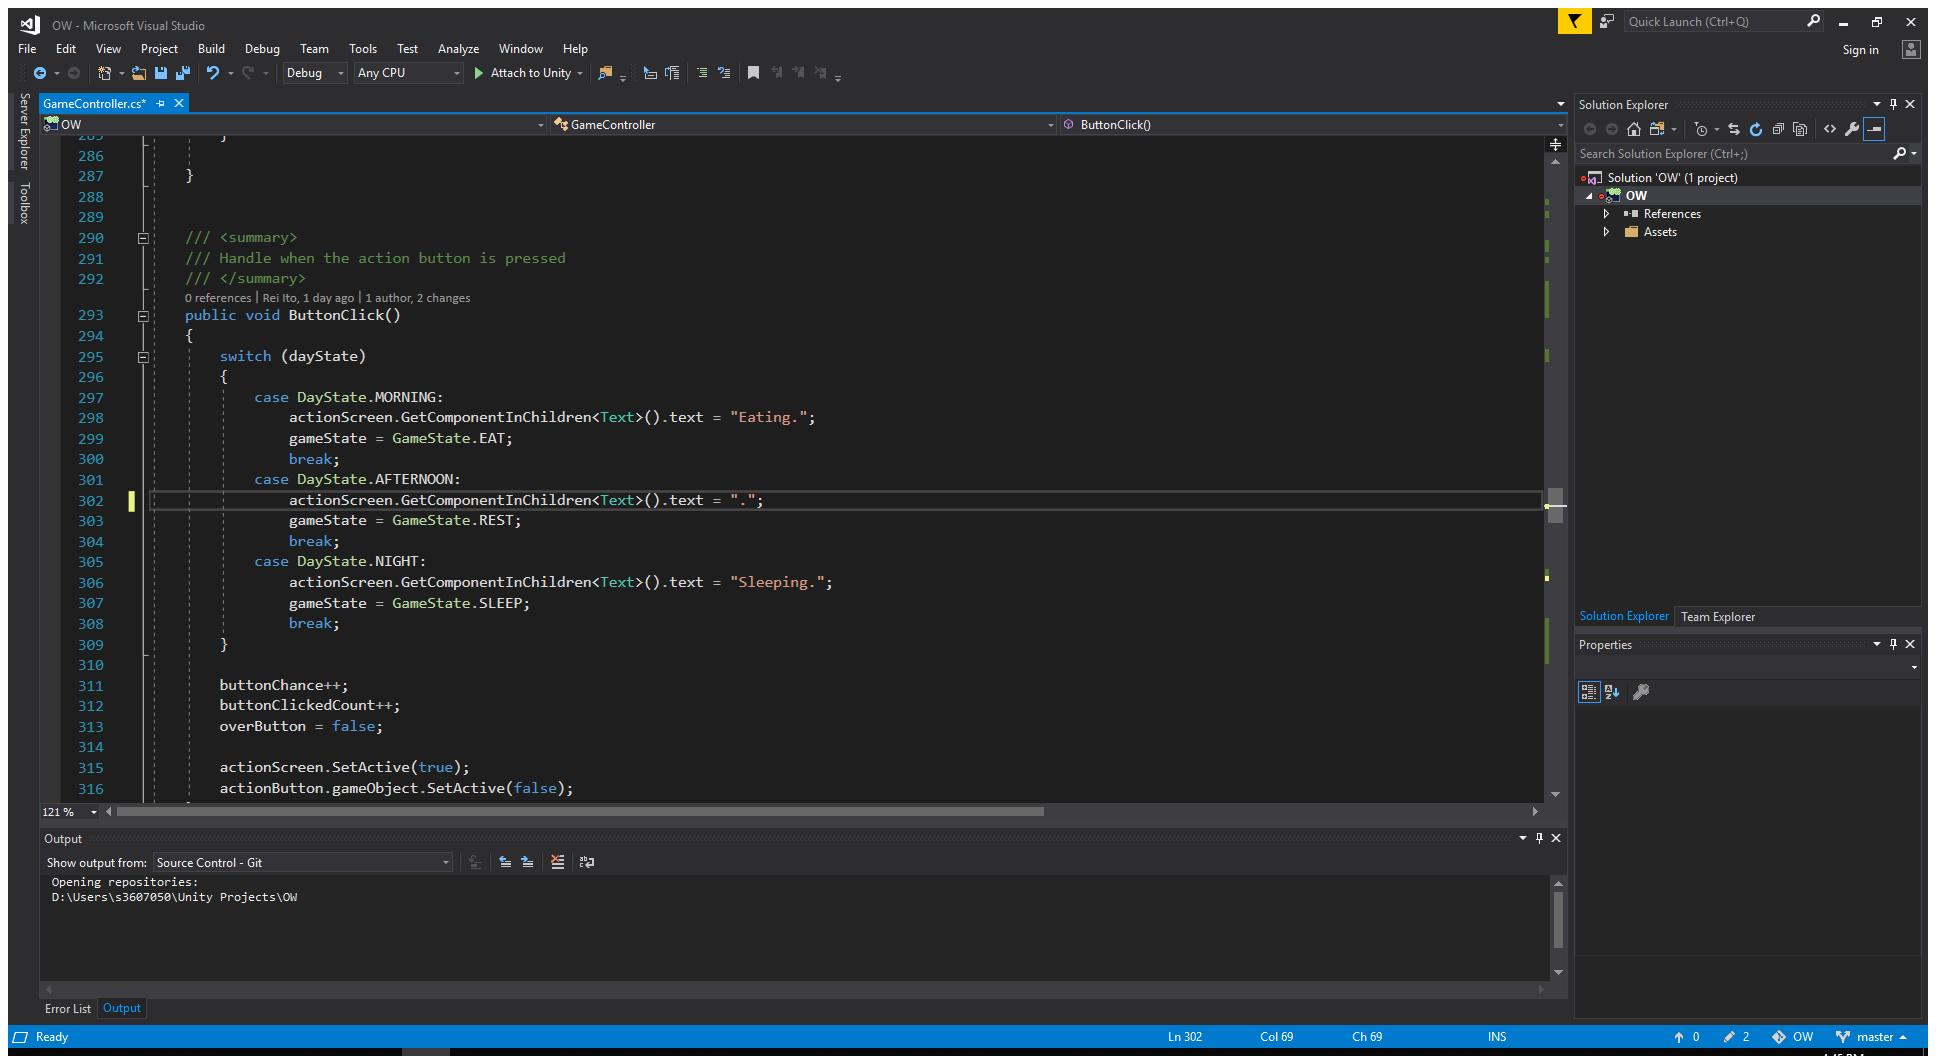 OW - Microsoft Visual Studio
Quick Launch (Ctrl+Q)
File Edit View Project Build Debug Team Tools Test Analyze Window Help
Sign in
Debug Any CPU Attach to Unity
Server Explorer
Toolbox
GameController.cs*
OW GameController ButtonClick()
285 }
286
287 }
288
289
290 /// <summary>
291 /// Handle when the action button is pressed
292 /// </summary>
0 references | Rei Ito, 1 day ago | 1 author, 2 changes
293 public void ButtonClick()
294 {
295 switch (dayState)
296 {
297 case DayState.MORNING:
298 actionScreen.GetComponentInChildren<Text>().text = "Eating.";
299 gameState = GameState.EAT;
300 break;
301 case DayState.AFTERNOON:
302 actionScreen.GetComponentInChildren<Text>().text = ".";
303 gameState = GameState.REST;
304 break;
305 case DayState.NIGHT:
306 actionScreen.GetComponentInChildren<Text>().text = "Sleeping.";
307 gameState = GameState.SLEEP;
308 break;
309 }
310
311 buttonChance++;
312 buttonClickedCount++;
313 overButton = false;
314
315 actionScreen.SetActive(true);
316 actionButton.gameObject.SetActive(false);
121 %
Output
Show output from: Source Control - Git
Opening repositories:
D:\Users\s3607050\Unity Projects\OW
Error List Output
Solution Explorer
Search Solution Explorer (Ctrl+;)
Solution 'OW' (1 project)
OW
References
Assets
Solution Explorer Team Explorer
Properties
Ready Ln 302 Col 69 Ch 69 INS 0 2 OW master